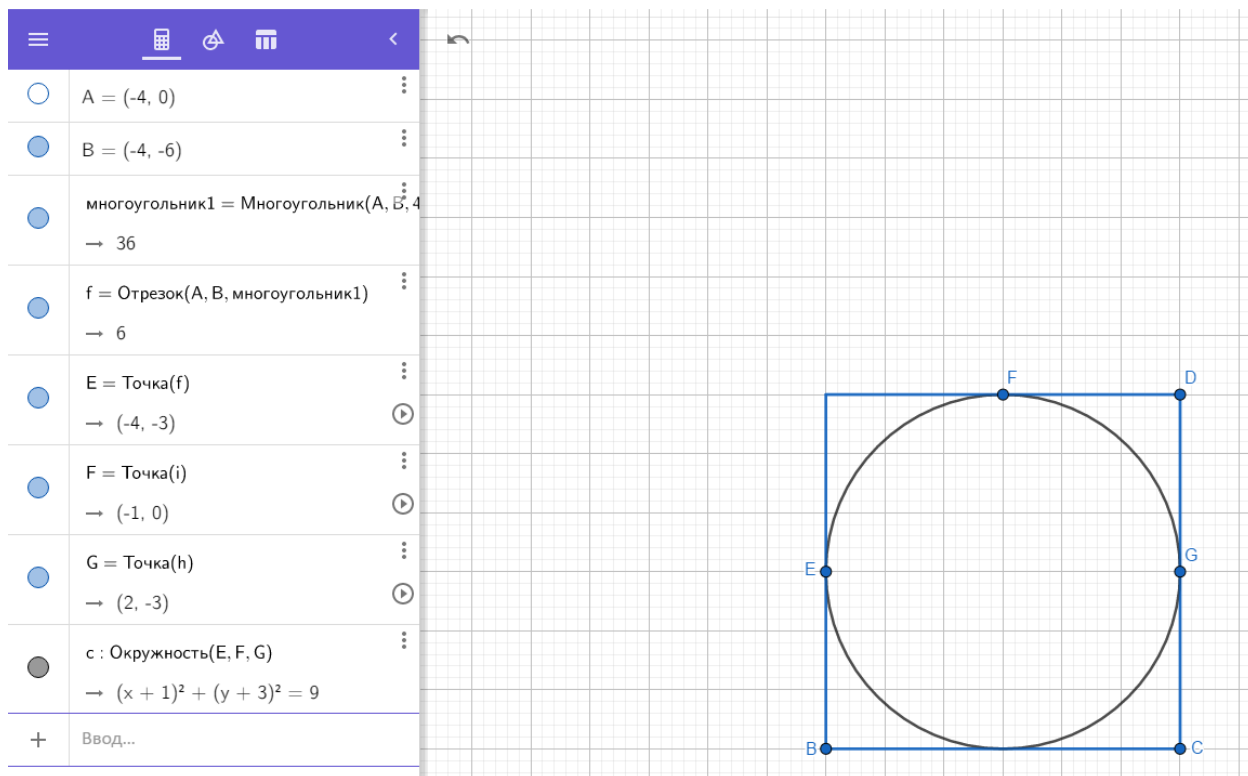 A = (-4, 0)
B = (-4, -6)
многоугольник1 = Многоугольник(A, B, 4
→ 36
f = Отрезок(A, B, многоугольник1)
→ 6
E = Точка(f)
→ (-4, -3)
F = Точка(i)
→ (-1, 0)
G = Точка(h)
→ (2, -3)
c : Окружность(E, F, G)
→ (x + 1)² + (y + 3)² = 9
+ Ввод...
F
D
E
G
B
C